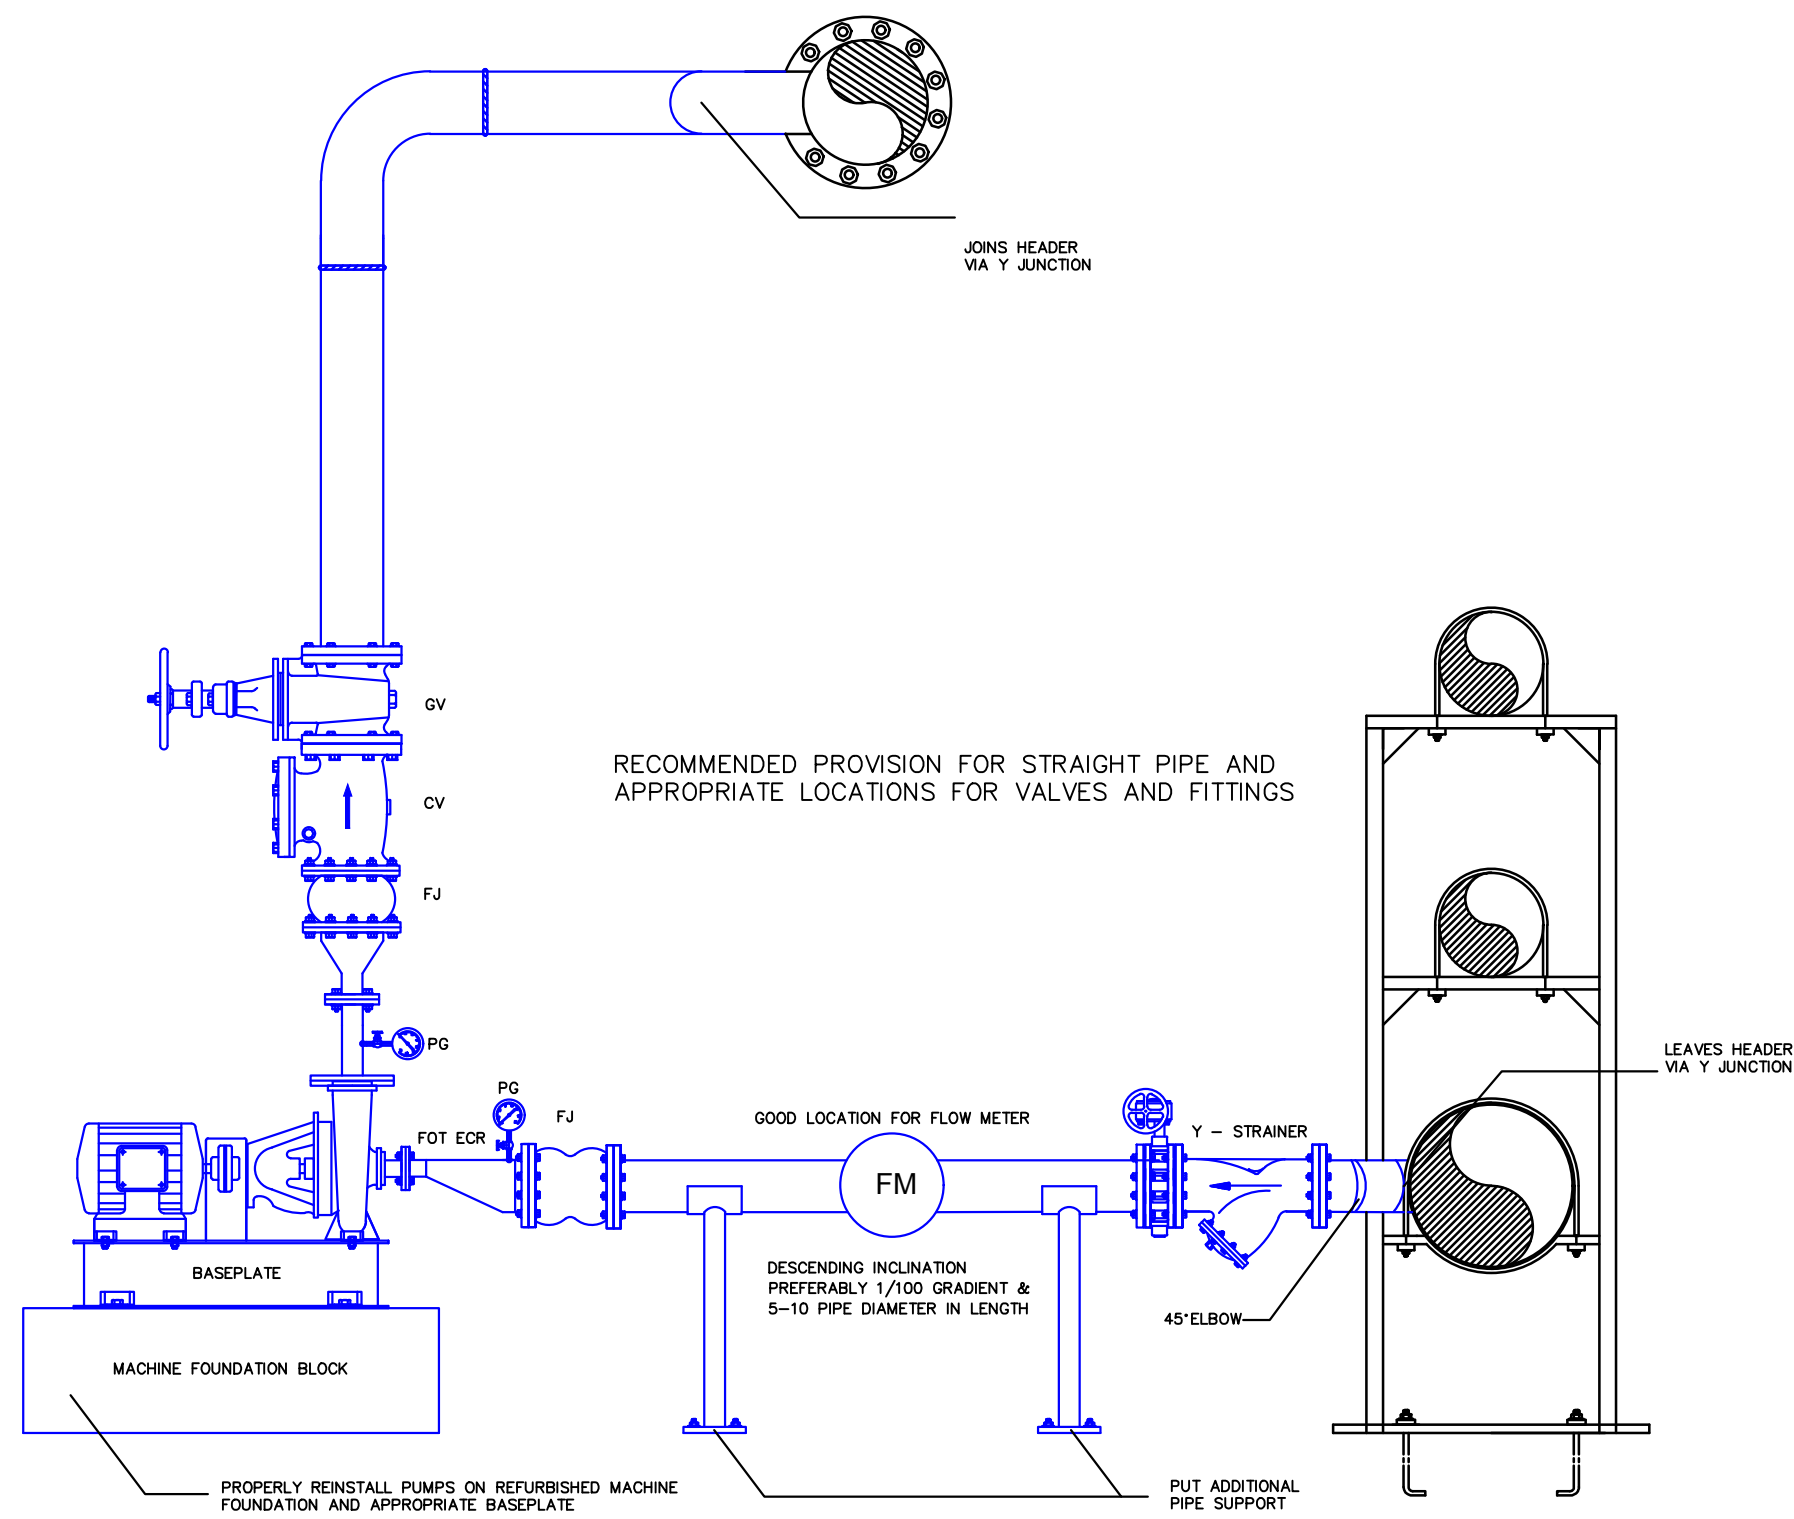 JOINS HEADER
VIA Y JUNCTION
GV
RECOMMENDED PROVISION FOR STRAIGHT PIPE AND
APPROPRIATE LOCATIONS FOR VALVES AND FITTINGS
CV
FJ
PG
LEAVES HEADER
VIA Y JUNCTION
PG
FJ
GOOD LOCATION FOR FLOW METER
Y - STRAINER
FOT ECR
FM
BASEPLATE
DESCENDING INCLINATION
PREFERABLY 1/100 GRADIENT &
5-10 PIPE DIAMETER IN LENGTH
45°ELBOW
MACHINE FOUNDATION BLOCK
PROPERLY REINSTALL PUMPS ON REFURBISHED MACHINE
FOUNDATION AND APPROPRIATE BASEPLATE
PUT ADDITIONAL
PIPE SUPPORT